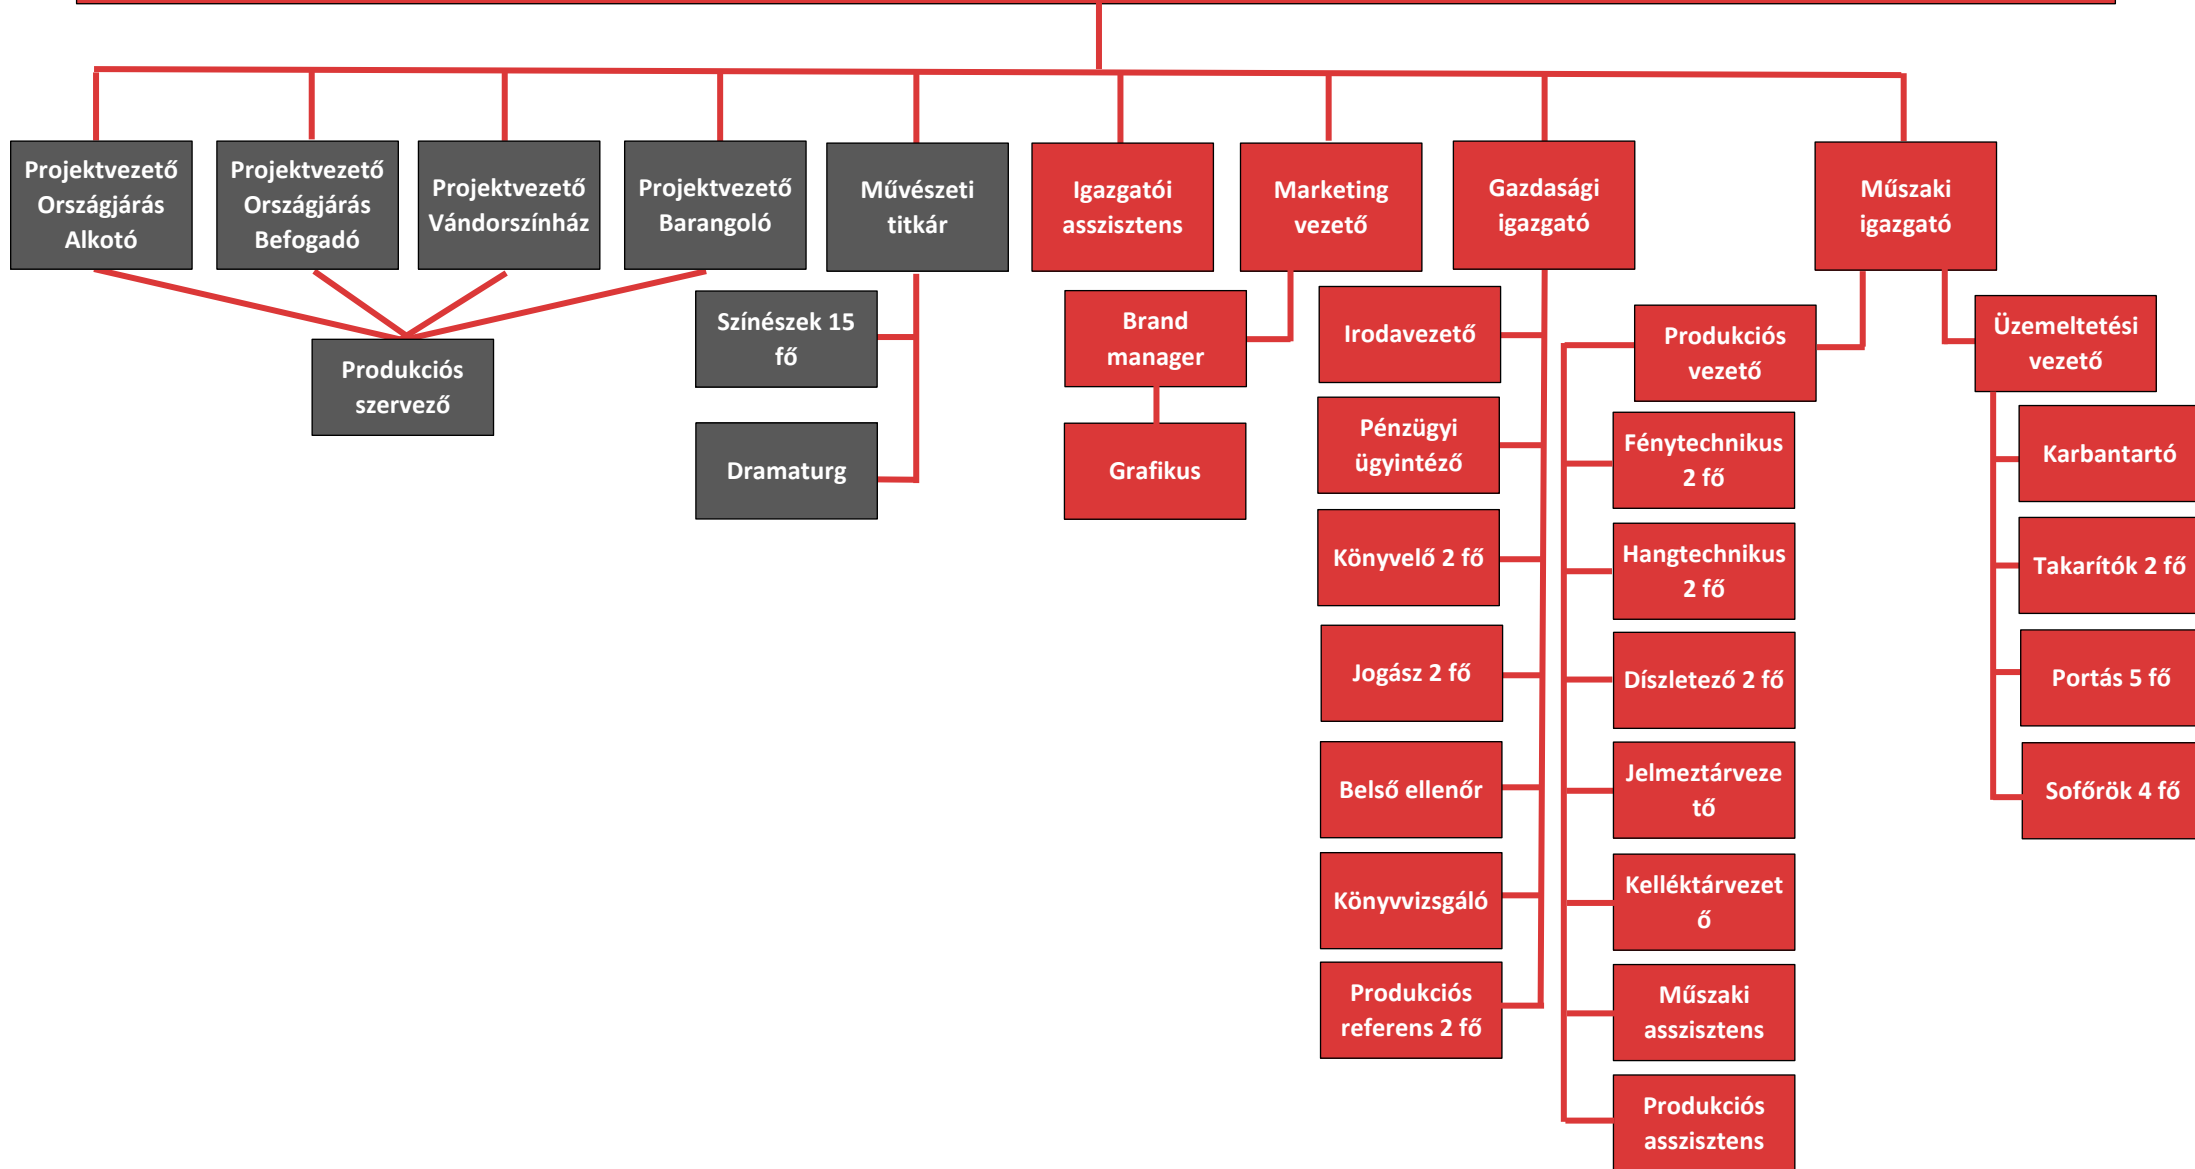 Projektvezető
Országjárás
Alkotó
Projektvezető
Országjárás
Befogadó
Projektvezető
Vándorszínház
Projektvezető
Barangoló
Művészeti
titkár
Igazgatói
asszisztens
Marketing
vezető
Gazdasági
igazgató
Műszaki
igazgató
Produkciós
szervező
Színészek 15
fő
Dramaturg
Brand
manager
Grafikus
Irodavezető
Pénzügyi
ügyintéző
Könyvelő 2 fő
Jogász 2 fő
Belső ellenőr
Könyvvizsgáló
Produkciós
referens 2 fő
Produkciós
vezető
Fénytechnikus
2 fő
Hangtechnikus
2 fő
Díszletező 2 fő
Jelmeztárveze
tő
Kelléktárvezet
ő
Műszaki
asszisztens
Produkciós
asszisztens
Üzemeltetési
vezető
Karbantartó
Takarítók 2 fő
Portás 5 fő
Sofőrök 4 fő